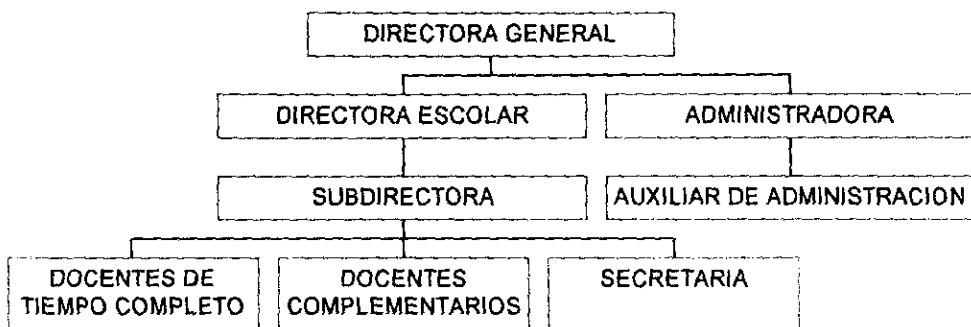 DIRECTORA GENERAL
DIRECTORA ESCOLAR
ADMINISTRADORA
SUBDIRECTORA
AUXILIAR DE ADMINISTRACION
DOCENTES DE
TIEMPO COMPLETO
DOCENTES
COMPLEMENTARIOS
SECRETARIA